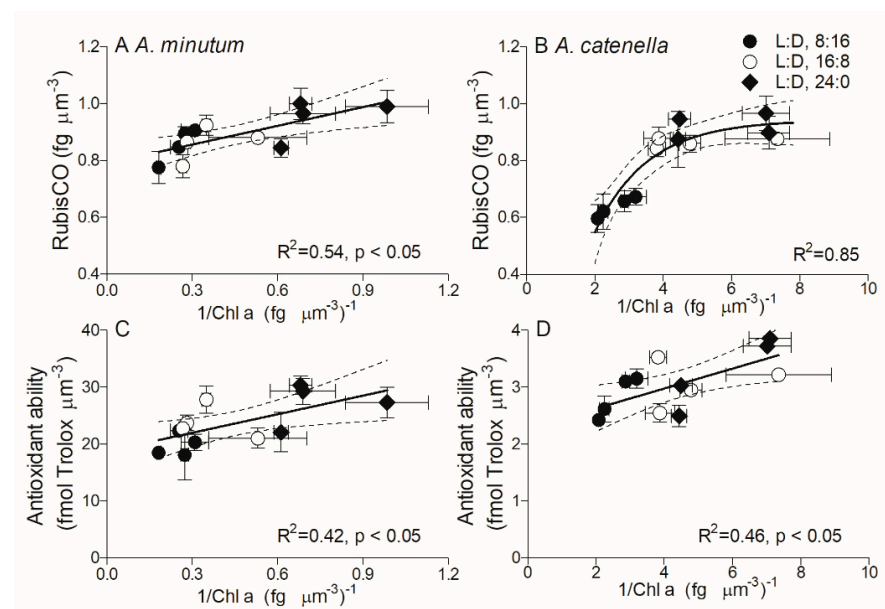 A A. minutum
B A. catenella
L:D, 8:16
L:D, 16:8
L:D, 24:0
RubisCO (fg μm⁻³)
1.2
1.0
0.8
0.6
0.4
R²=0.54, p < 0.05
0.0
0.3
0.6
0.9
1.2
1/Chl a (fg μm⁻³)⁻¹
RubisCO (fg μm⁻³)
1.2
1.0
0.8
0.6
0.4
R²=0.85
0
2
4
6
8
10
1/Chl a (fg μm⁻³)⁻¹
C
Antioxidant ability
(fmol Trolox μm⁻³)
40
30
20
10
0
R²=0.42, p < 0.05
0.0
0.3
0.6
0.9
1.2
1/Chl a (fg μm⁻³)⁻¹
D
Antioxidant ability
(fmol Trolox μm⁻³)
4
3
2
1
0
R²=0.46, p < 0.05
0
2
4
6
8
10
1/Chl a (fg μm⁻³)⁻¹